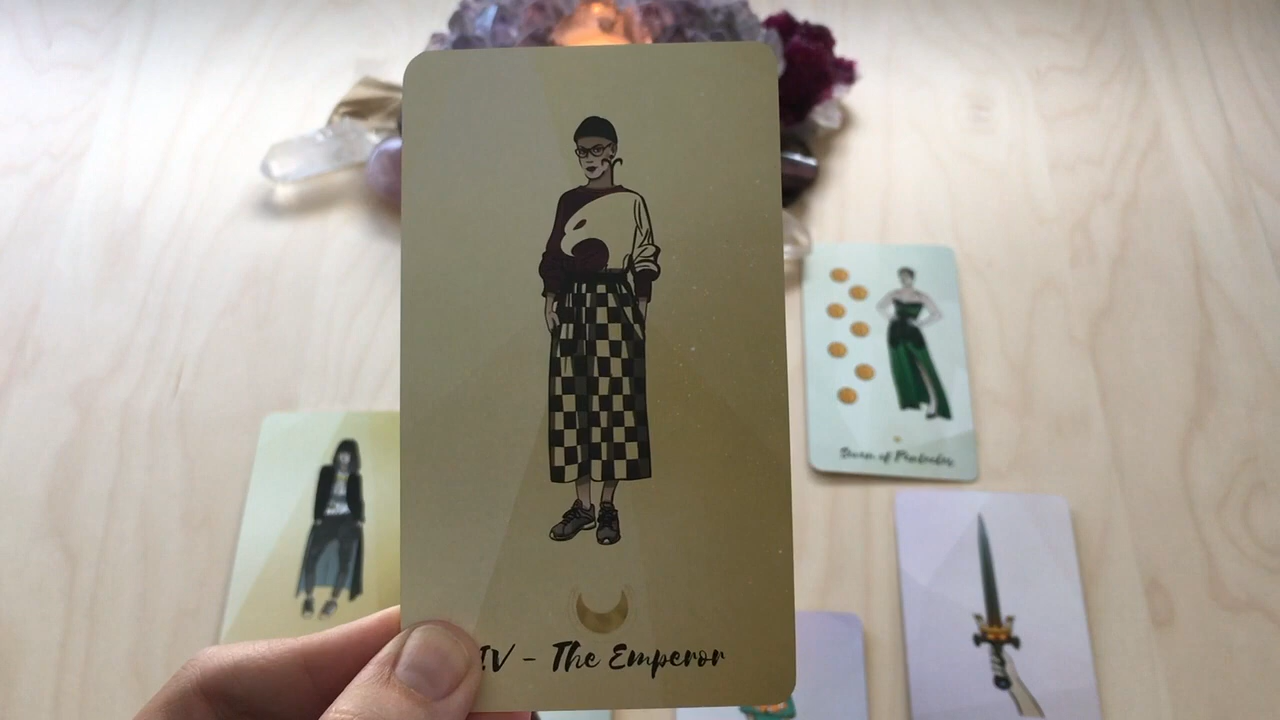 IV - The Emperor
Seven of Pentacles